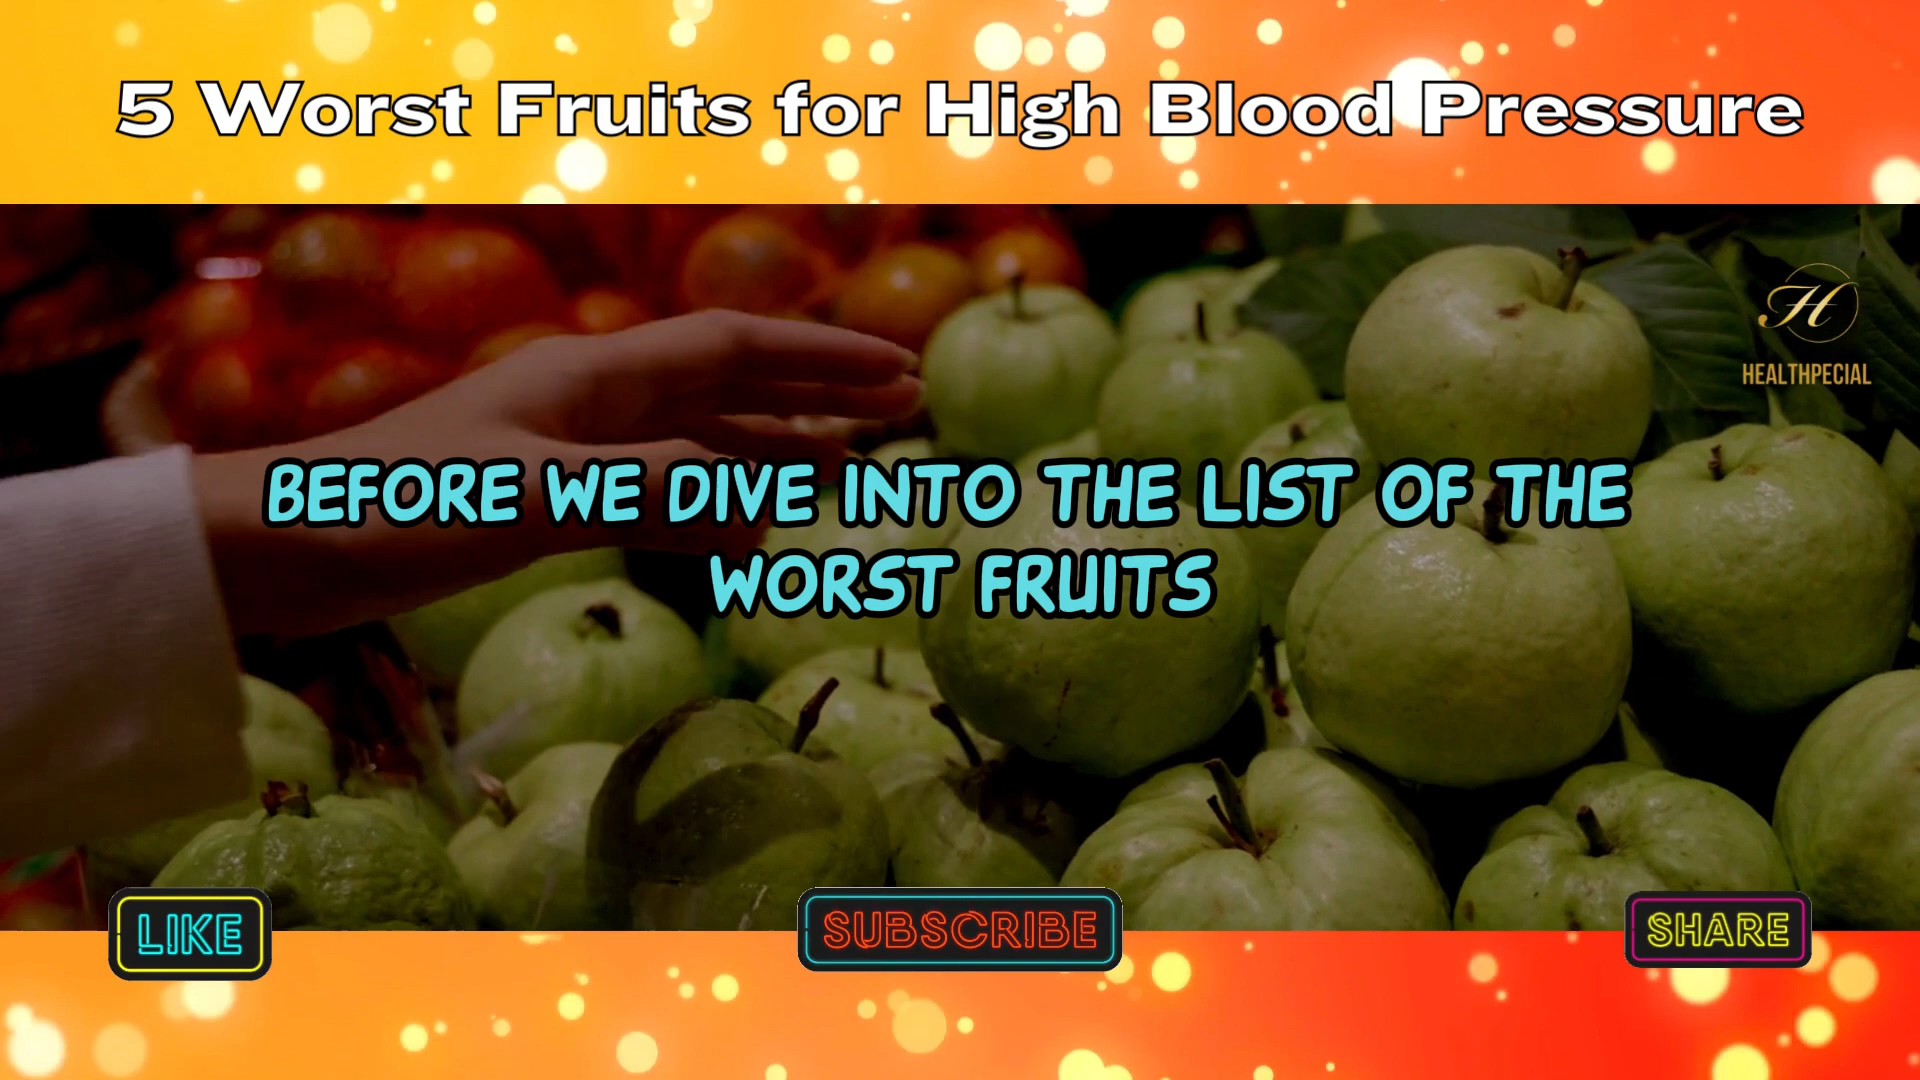 5 Worst Fruits for High Blood Pressure
H
HEALTHPECIAL
BEFORE WE DIVE INTO THE LIST OF THE
WORST FRUITS
LIKE
SUBSCRIBE
SHARE